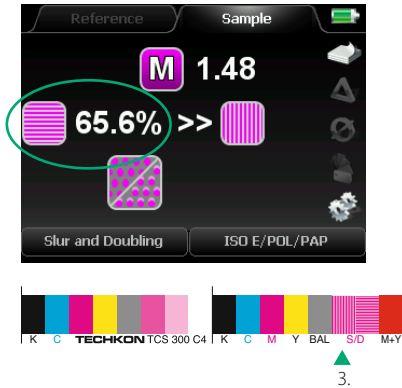 Reference Sample
M 1.48
65.6% >>
Slur and Doubling ISO E/POL/PAP
K C TECHKON TCS 300 C4 K C M Y BAL S/D M+Y
3.